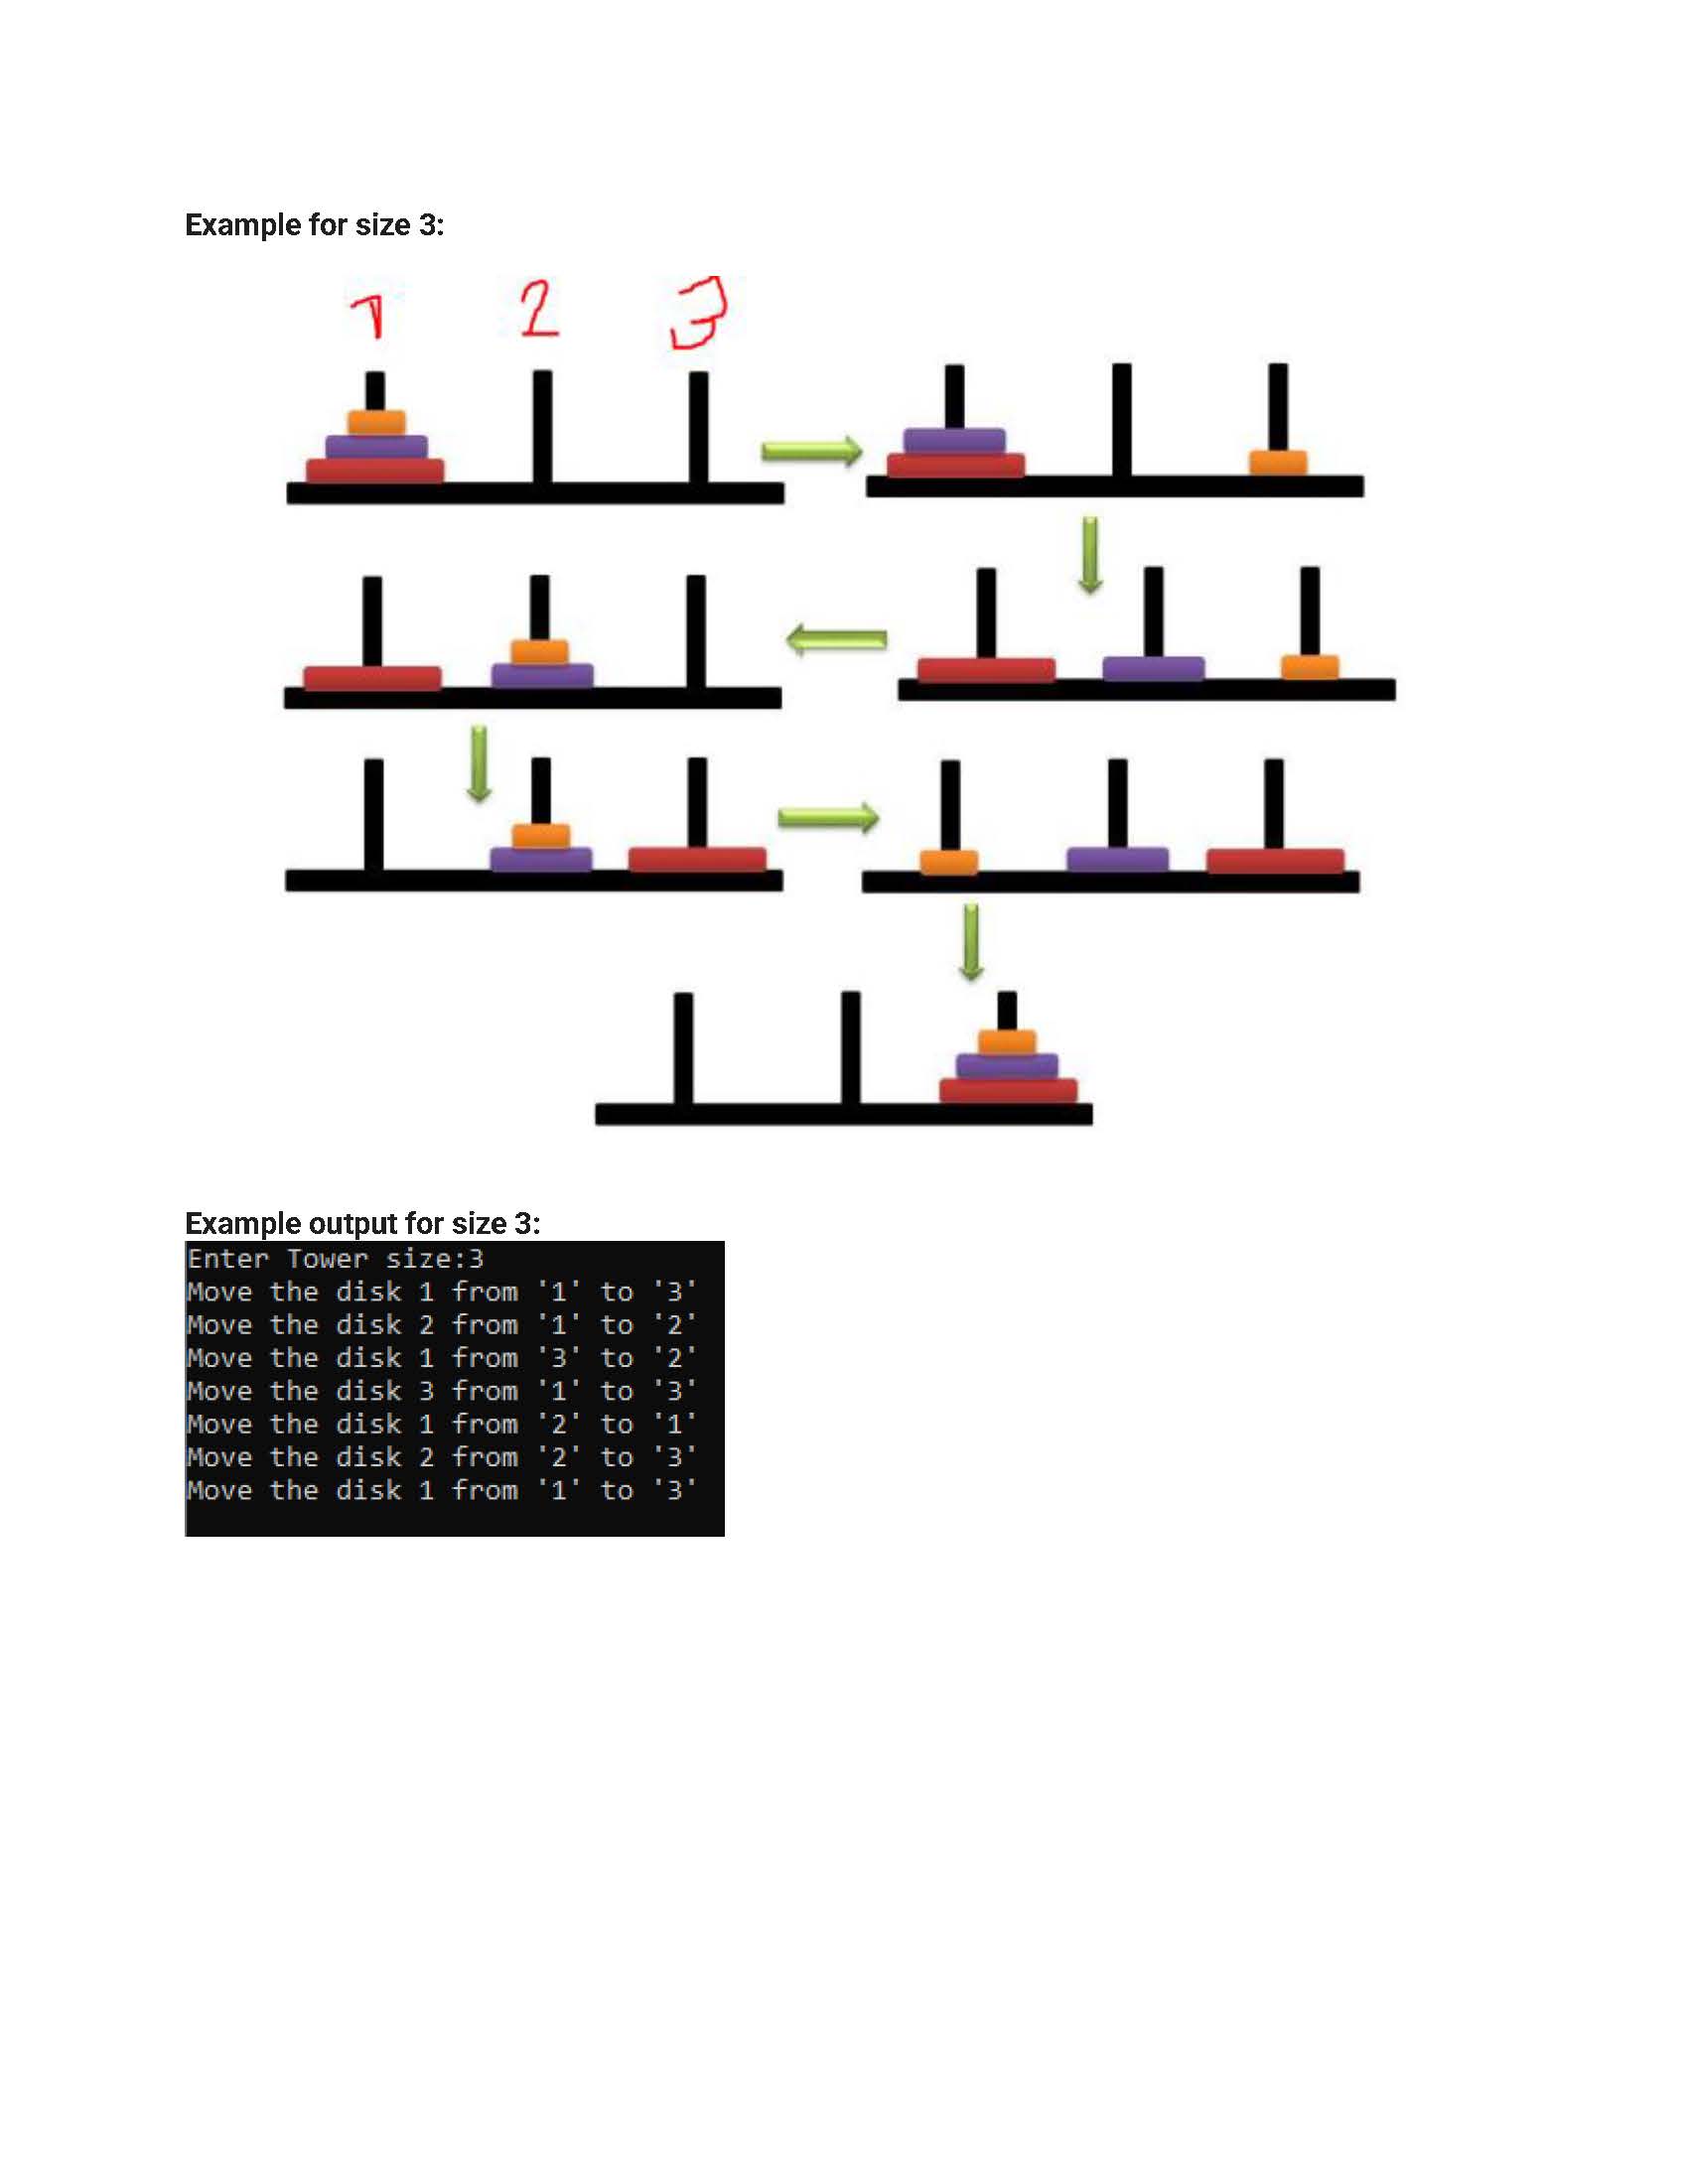 Example for size 3:
1 2 3
Example output for size 3:
Enter Tower size:3
Move the disk 1 from '1' to '3'
Move the disk 2 from '1' to '2'
Move the disk 1 from '3' to '2'
Move the disk 3 from '1' to '3'
Move the disk 1 from '2' to '1'
Move the disk 2 from '2' to '3'
Move the disk 1 from '1' to '3'